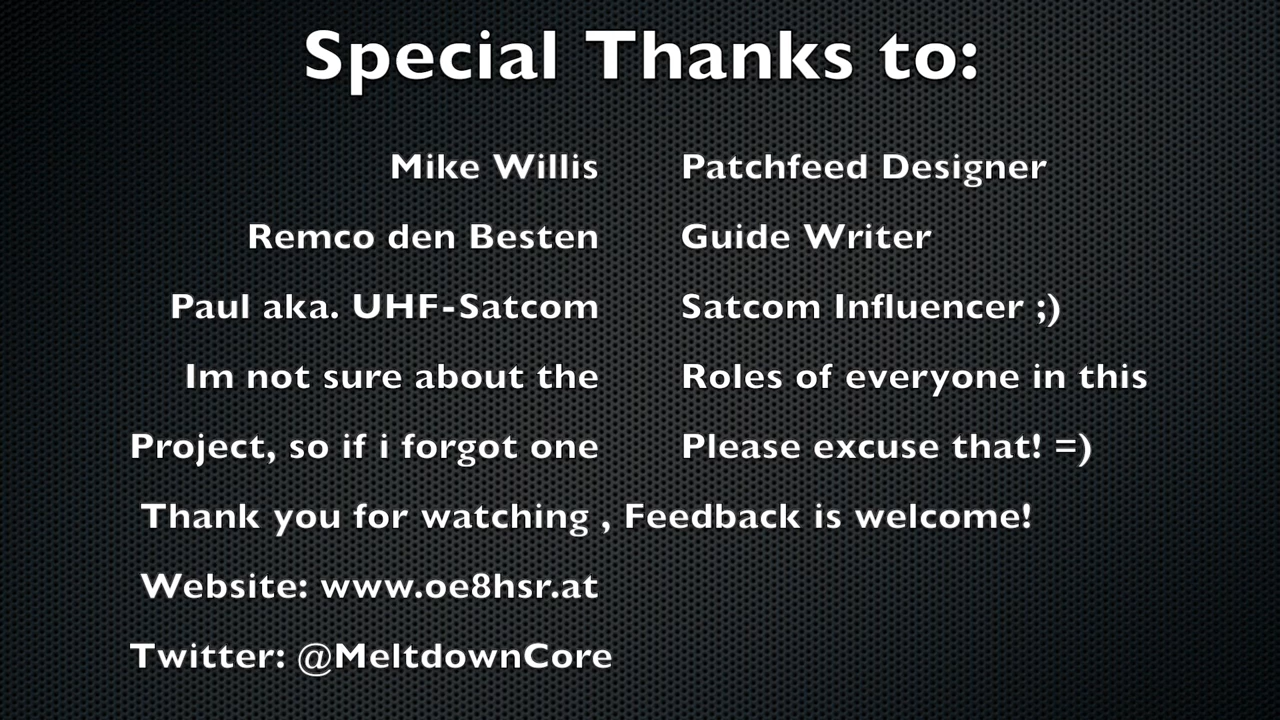 Special Thanks to:
Mike Willis Patchfeed Designer
Remco den Besten Guide Writer
Paul aka. UHF-Satcom Satcom Influencer ;)
Im not sure about the Roles of everyone in this
Project, so if i forgot one Please excuse that! =)
Thank you for watching , Feedback is welcome!
Website: www.oe8hsr.at
Twitter: @MeltdownCore